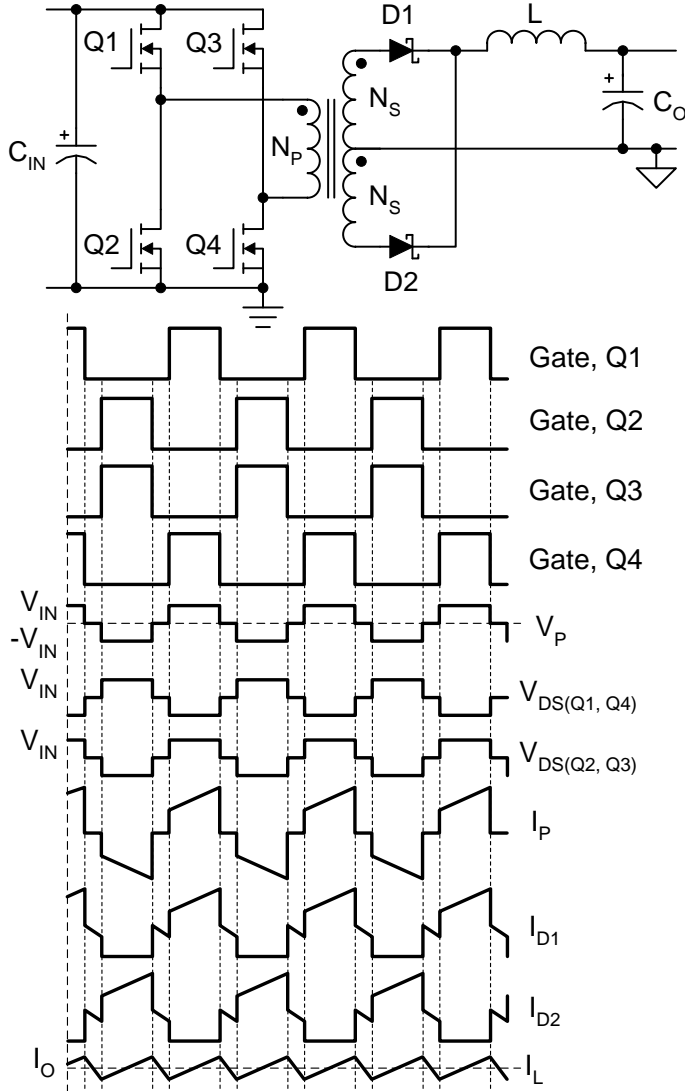 D1
L
Q1
Q3
+
C_IN
N_P
N_S
N_S
+
C_O
Q2
Q4
D2
Gate, Q1
Gate, Q2
Gate, Q3
Gate, Q4
V_IN
-V_IN
V_P
V_IN
V_DS(Q1, Q4)
V_IN
V_DS(Q2, Q3)
I_P
I_D1
I_D2
I_O
I_L